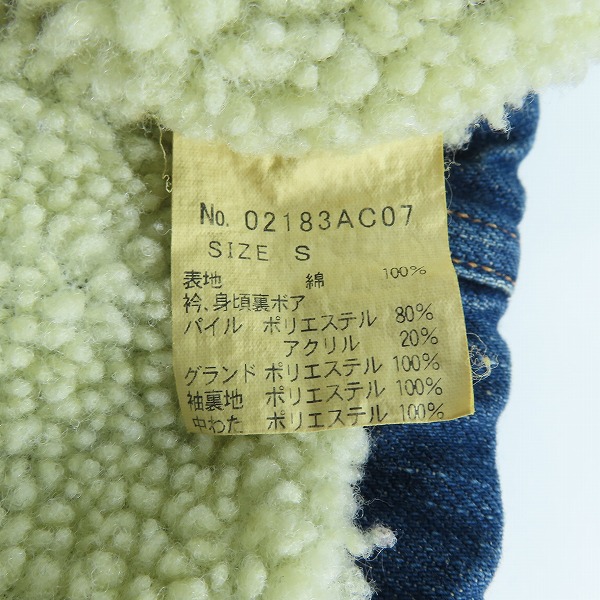 No. 02183AC07
SIZE S
表地 綿 100%
衿、身頃裏ボア
パイル ポリエステル 80%
アクリル 20%
グランド ポリエステル 100%
袖裏地 ポリエステル 100%
中わた ポリエステル 100%